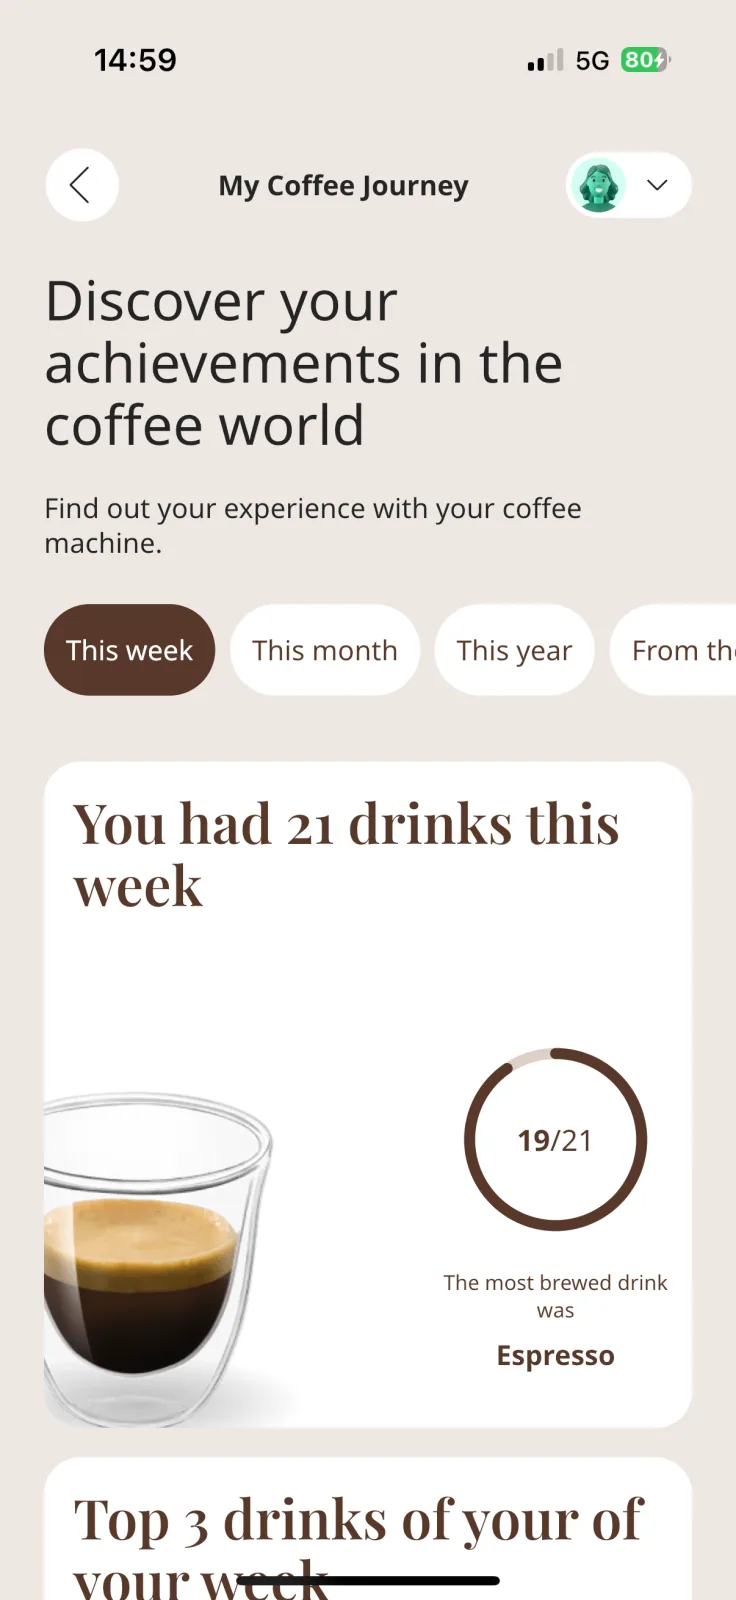 14:59
5G
80
My Coffee Journey
Discover your
achievements in the
coffee world
Find out your experience with your coffee
machine.
This week
This month
This year
From the
You had 21 drinks this
week
19/21
The most brewed drink
was
Espresso
Top 3 drinks of your of
your week